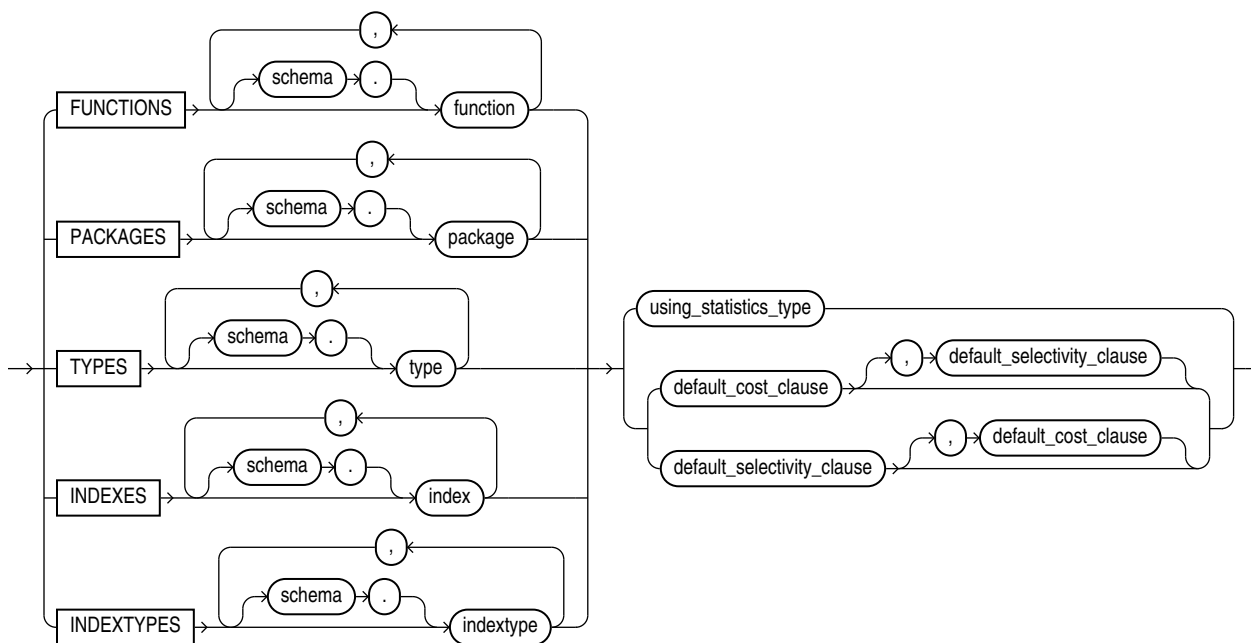 ,
schema .
FUNCTIONS function
,
schema .
PACKAGES package
,
using_statistics_type
schema .
, default_selectivity_clause
TYPES type
default_cost_clause
,
, default_cost_clause
schema .
default_selectivity_clause
INDEXES index
,
schema .
INDEXTYPES indextype